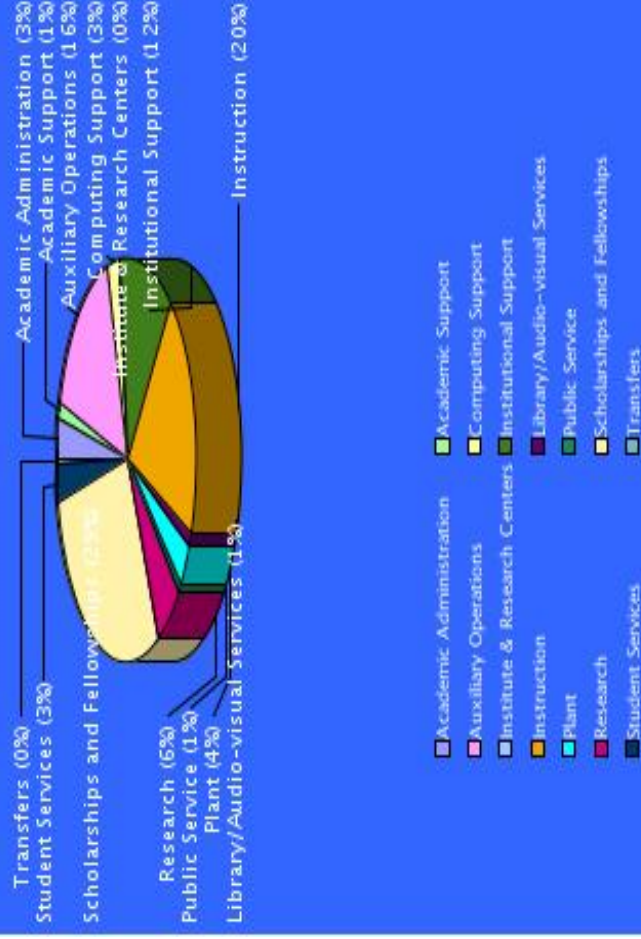 Transfers (0%)
Student Services (3%)
Scholarships and Fellowships
Research (6%)
Public Service (1%)
Plant (4%)
Library/Audio-visual Services (1%)
Academic Administration (3%)
Academic Support (1%)
Auxiliary Operations (16%)
Computing Support (3%)
Institute & Research Centers (0%)
Institutional Support (12%)
Instruction (20%)
Academic Administration
Academic Support
Auxiliary Operations
Computing Support
Institute & Research Centers
Institutional Support
Instruction
Library/Audio-visual Services
Plant
Public Service
Research
Scholarships and Fellowships
Student Services
Transfers